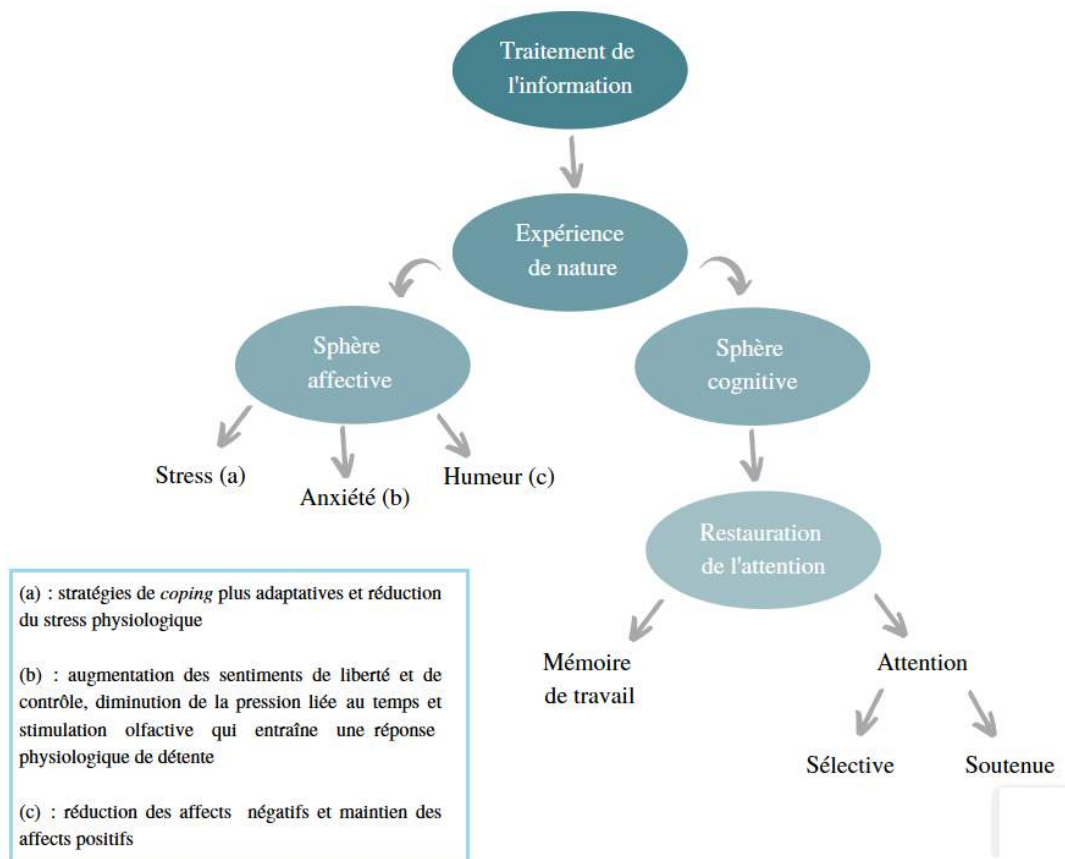 Traitement de
l'information
Expérience
de nature
Sphère
affective
Sphère
cognitive
Stress (a)
Anxiété (b)
Humeur (c)
Restauration
de l'attention
Mémoire
de travail
Attention
Sélective
Soutenue
(a) : stratégies de coping plus adaptatives et réduction
du stress physiologique
(b) : augmentation des sentiments de liberté et de
contrôle, diminution de la pression liée au temps et
stimulation olfactive qui entraîne une réponse
physiologique de détente
(c) : réduction des affects négatifs et maintien des
affects positifs